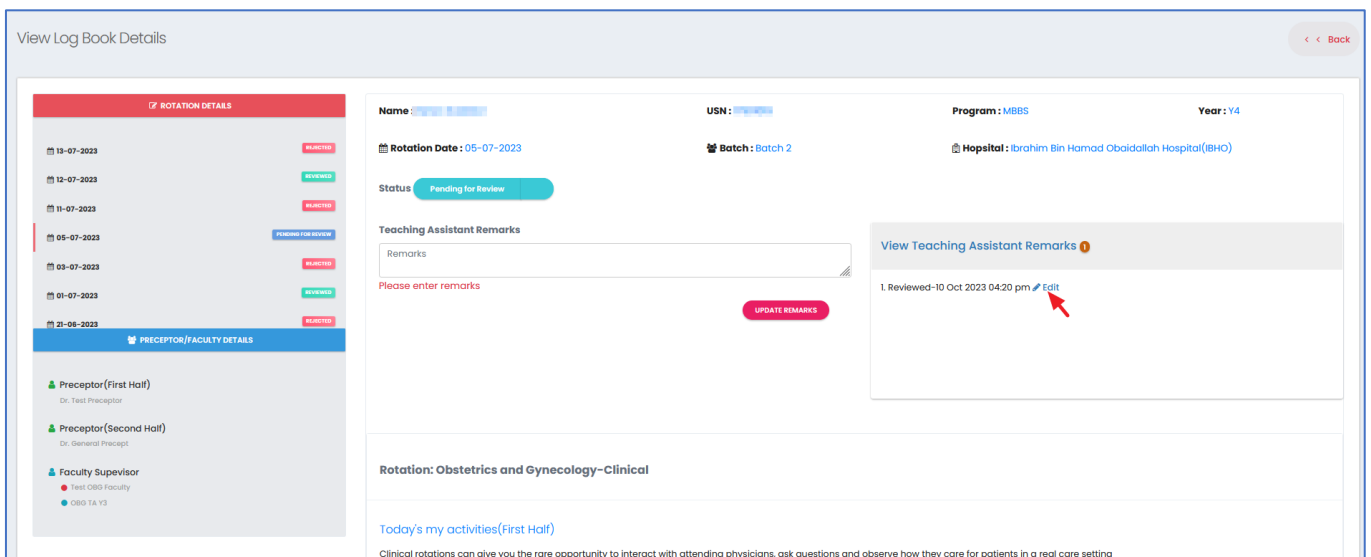 View Log Book Details
< < Back
ROTATION DETAILS
13-07-2023 REJECTED
12-07-2023 REVIEWED
11-07-2023 REJECTED
05-07-2023 PENDING FOR REVIEW
03-07-2023 REJECTED
01-07-2023 REVIEWED
21-06-2023 REJECTED
PRECEPTOR/FACULTY DETAILS
Preceptor(First Half)
Dr. Test Preceptor
Preceptor(Second Half)
Dr. General Precept
Faculty Supevisor
Test OBG Faculty
OBG TA Y3
Name : USN : Program : MBBS Year : Y4
Rotation Date : 05-07-2023 Batch : Batch 2 Hopsital : Ibrahim Bin Hamad Obaidallah Hospital(IBHO)
Status Pending for Review
Teaching Assistant Remarks
Remarks
Please enter remarks
UPDATE REMARKS
View Teaching Assistant Remarks 1
1. Reviewed-10 Oct 2023 04:20 pm Edit
Rotation: Obstetrics and Gynecology-Clinical
Today's my activities(First Half)
Clinical rotations can give you the rare opportunity to interact with attending physicians, ask questions and observe how they care for patients in a real care setting